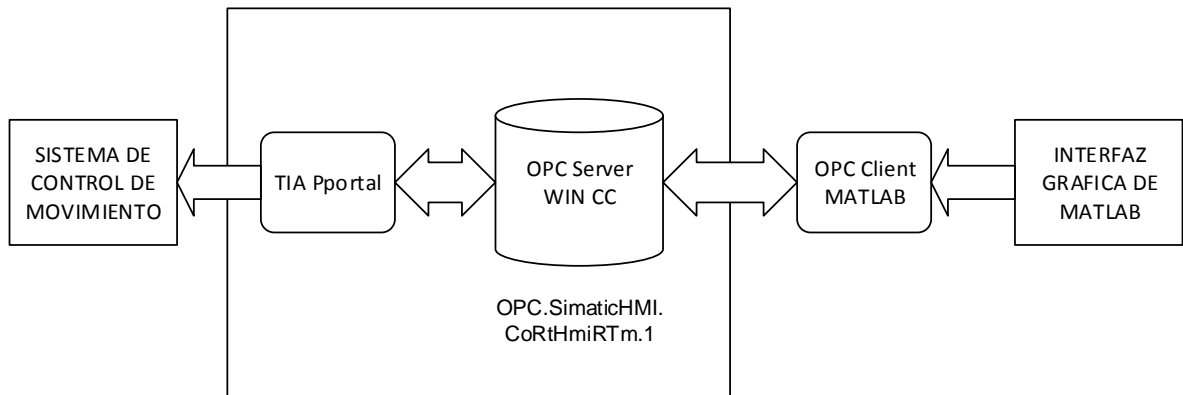 SISTEMA DE
CONTROL DE
MOVIMIENTO
TIA Pportal
OPC Server
WIN CC
OPC.SimaticHMI.
CoRtHmiRTm.1
OPC Client
MATLAB
INTERFAZ
GRAFICA DE
MATLAB